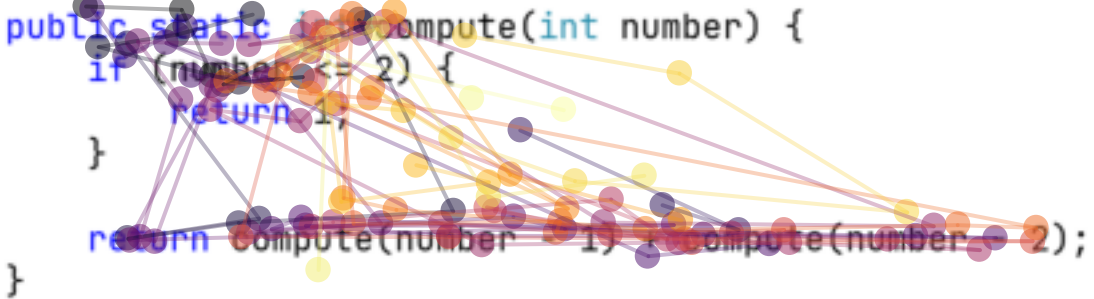 public static compute(int number) {
if (number <= 2) {
return 1;
}
return compute(number 1) compute(number 2);
}